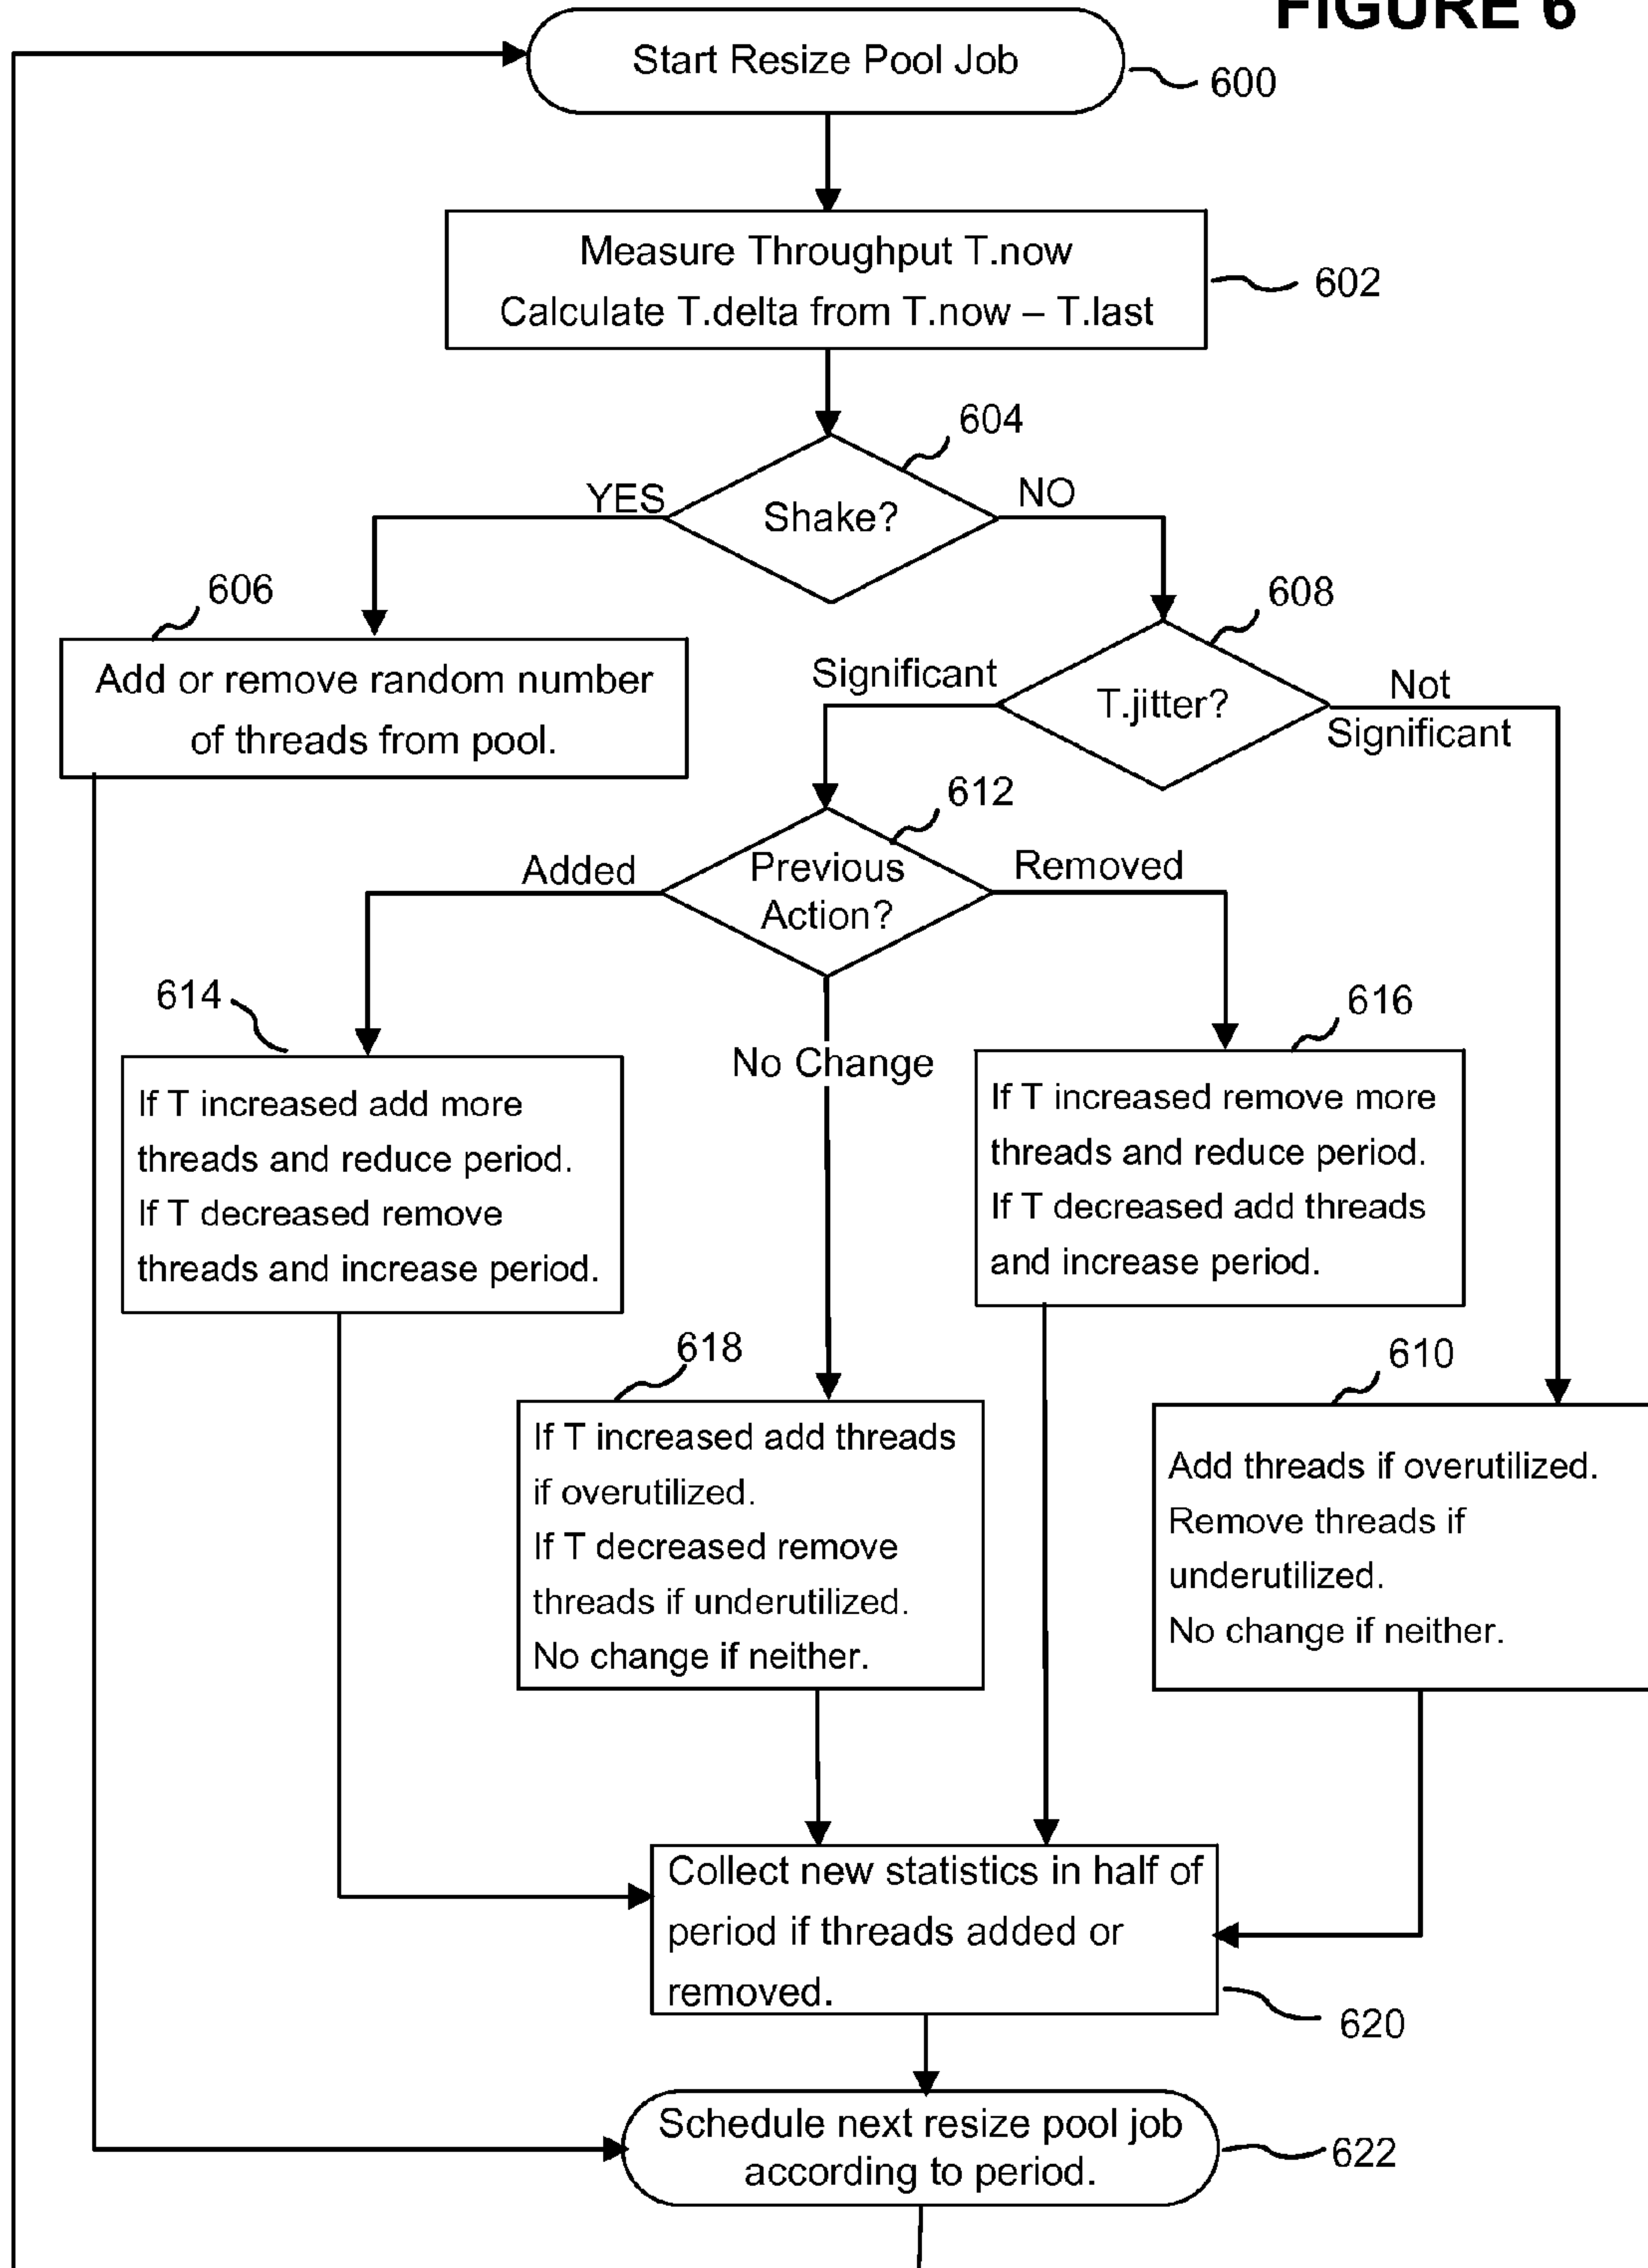 FIGURE 6
Start Resize Pool Job
600
Measure Throughput T.now
Calculate T.delta from T.now – T.last
602
604
Shake?
YES
NO
606
Add or remove random number
of threads from pool.
608
T.jitter?
Significant
Not
Significant
612
Previous
Action?
Added
Removed
No Change
614
If T increased add more
threads and reduce period.
If T decreased remove
threads and increase period.
616
If T increased remove more
threads and reduce period.
If T decreased add threads
and increase period.
618
If T increased add threads
if overutilized.
If T decreased remove
threads if underutilized.
No change if neither.
610
Add threads if overutilized.
Remove threads if
underutilized.
No change if neither.
Collect new statistics in half of
period if threads added or
removed.
620
Schedule next resize pool job
according to period.
622